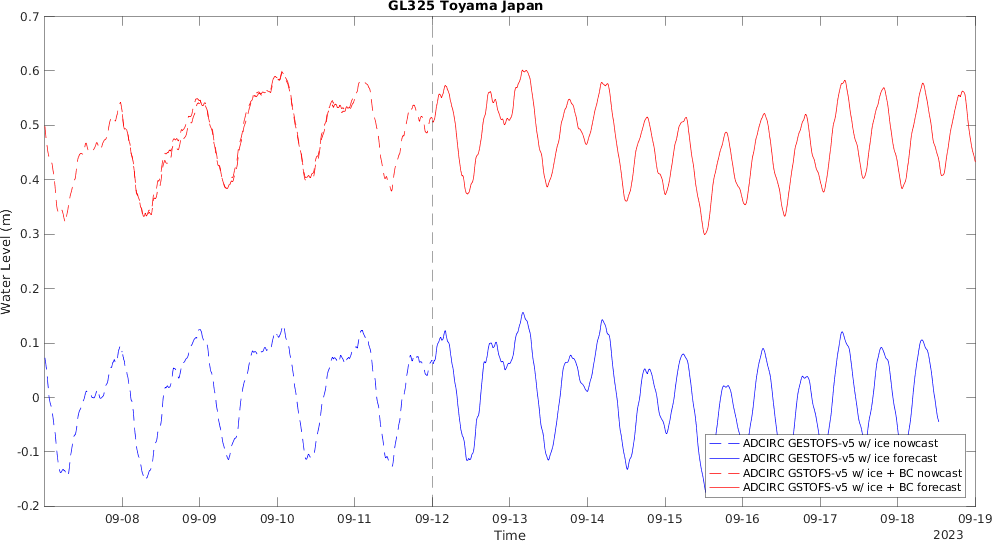 GL325 Toyama Japan
0.7
0.6
0.5
0.4
0.3
0.2
0.1
0
-0.1
-0.2
Water Level (m)
ADCIRC GESTOFS-v5 w/ ice nowcast
ADCIRC GESTOFS-v5 w/ ice forecast
ADCIRC GSTOFS-v5 w/ ice + BC nowcast
ADCIRC GSTOFS-v5 w/ ice + BC forecast
09-08 09-09 09-10 09-11 09-12 09-13 09-14 09-15 09-16 09-17 09-18 09-19
Time
2023